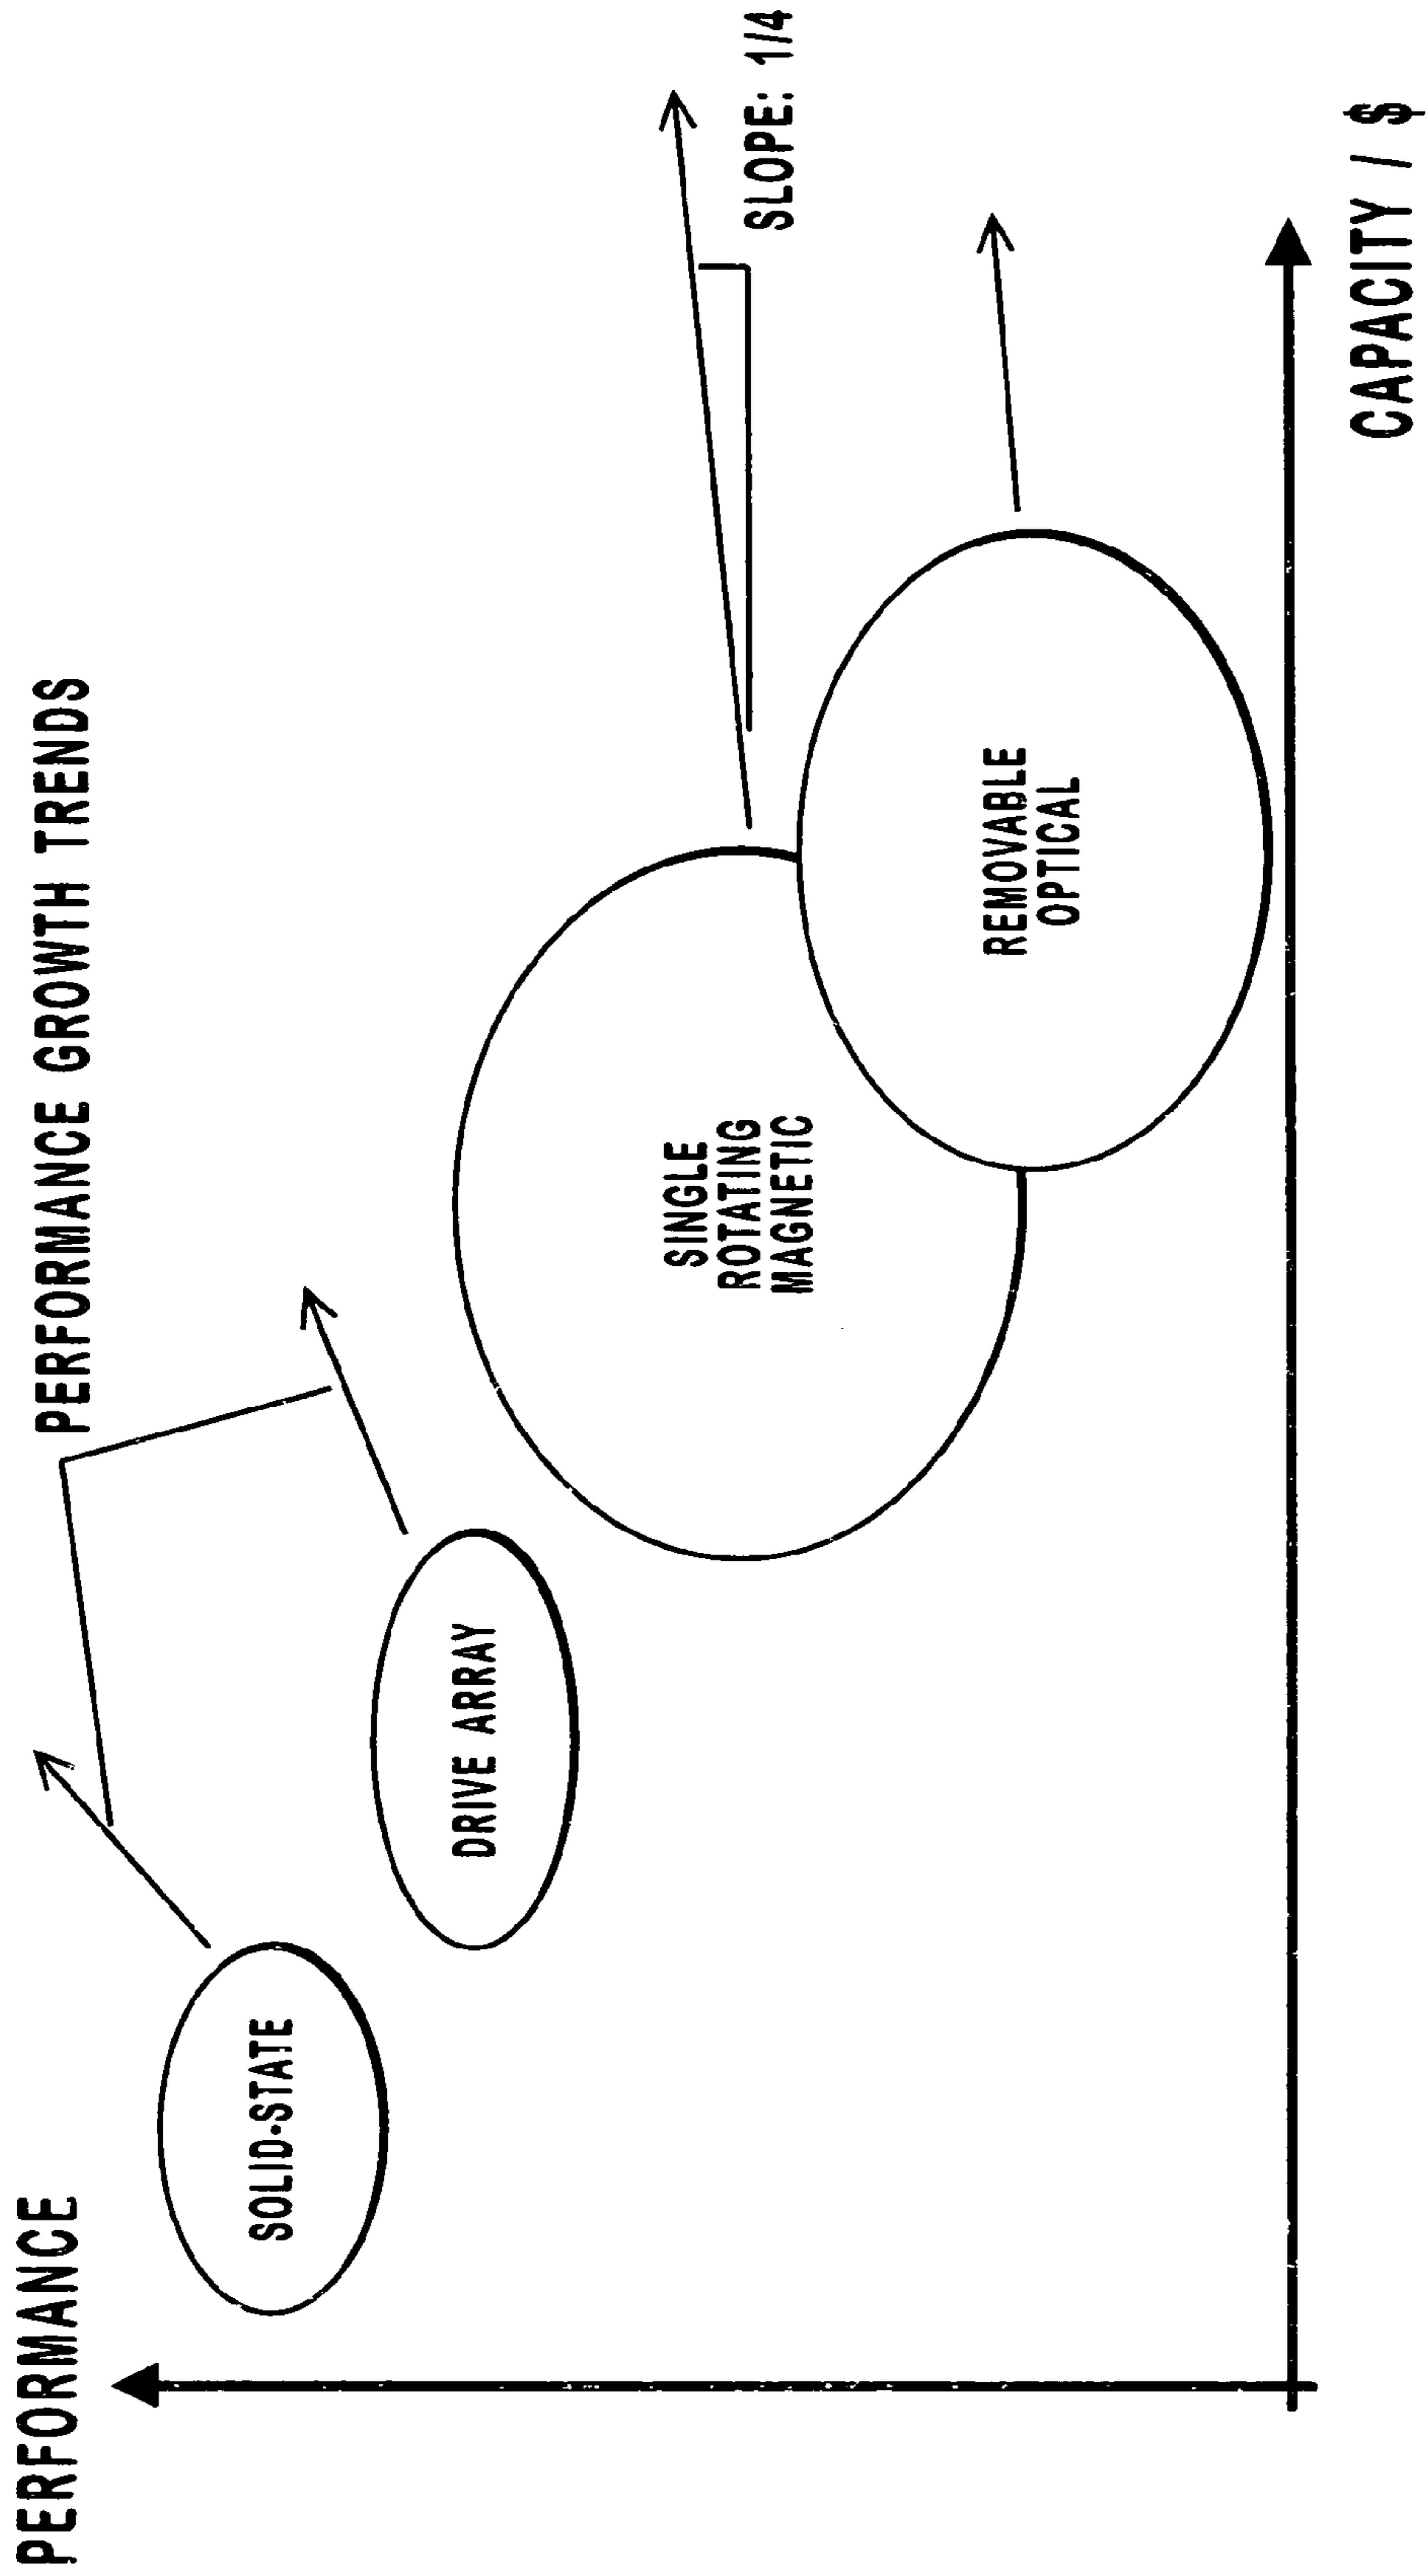 PERFORMANCE
PERFORMANCE GROWTH TRENDS
SOLID-STATE
DRIVE ARRAY
SINGLE
ROTATING
MAGNETIC
SLOPE: 1/4
REMOVABLE
OPTICAL
CAPACITY / $